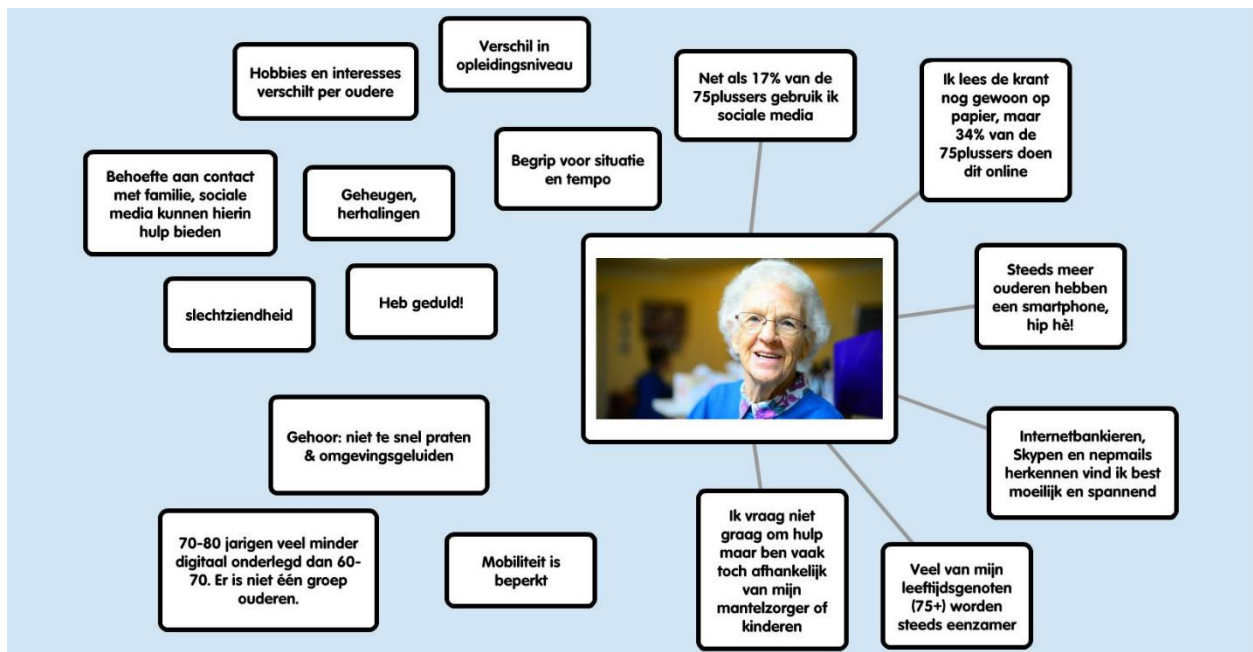 Verschil in
opleidingsniveau
Hobbies en interesses
verschilt per oudere
Net als 17% van de
75plussers gebruik ik
sociale media
Ik lees de krant
nog gewoon op
papier, maar
34% van de
75plussers doen
dit online
Begrip voor situatie
en tempo
Behoefte aan contact
met familie, sociale
media kunnen hierin
hulp bieden
Geheugen,
herhalingen
Steeds meer
ouderen hebben
een smartphone,
hip hè!
slechtziendheid
Heb geduld!
Gehoor: niet te snel praten
& omgevingsgeluiden
Internetbankieren,
Skypen en nepmails
herkennen vind ik best
moeilijk en spannend
70-80 jarigen veel minder
digitaal onderlegd dan 60-
70. Er is niet één groep
ouderen.
Mobiliteit is
beperkt
Ik vraag niet
graag om hulp
maar ben vaak
toch afhankelijk
van mijn
mantelzorger of
kinderen
Veel van mijn
leeftijdsgenoten
(75+) worden
steeds eenzamer